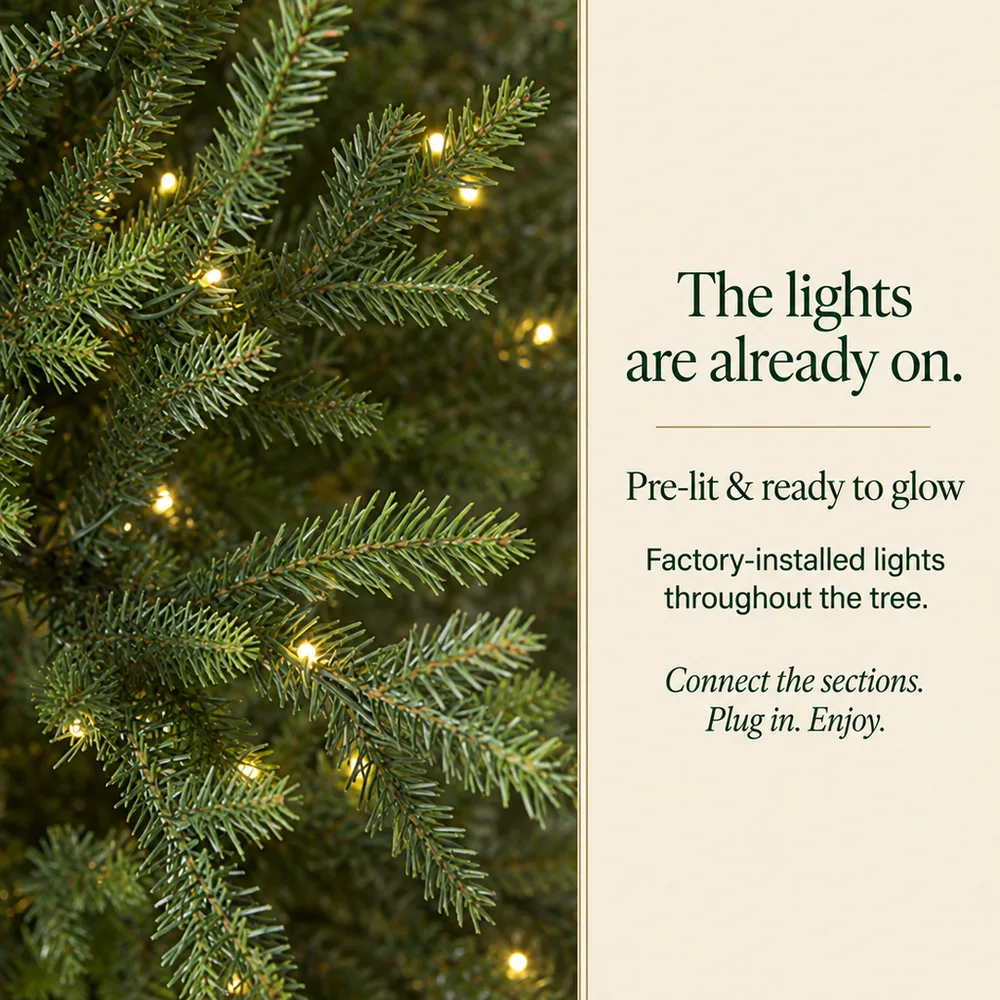 The lights
are already on.
Pre-lit & ready to glow
Factory-installed lights
throughout the tree.
Connect the sections.
Plug in. Enjoy.